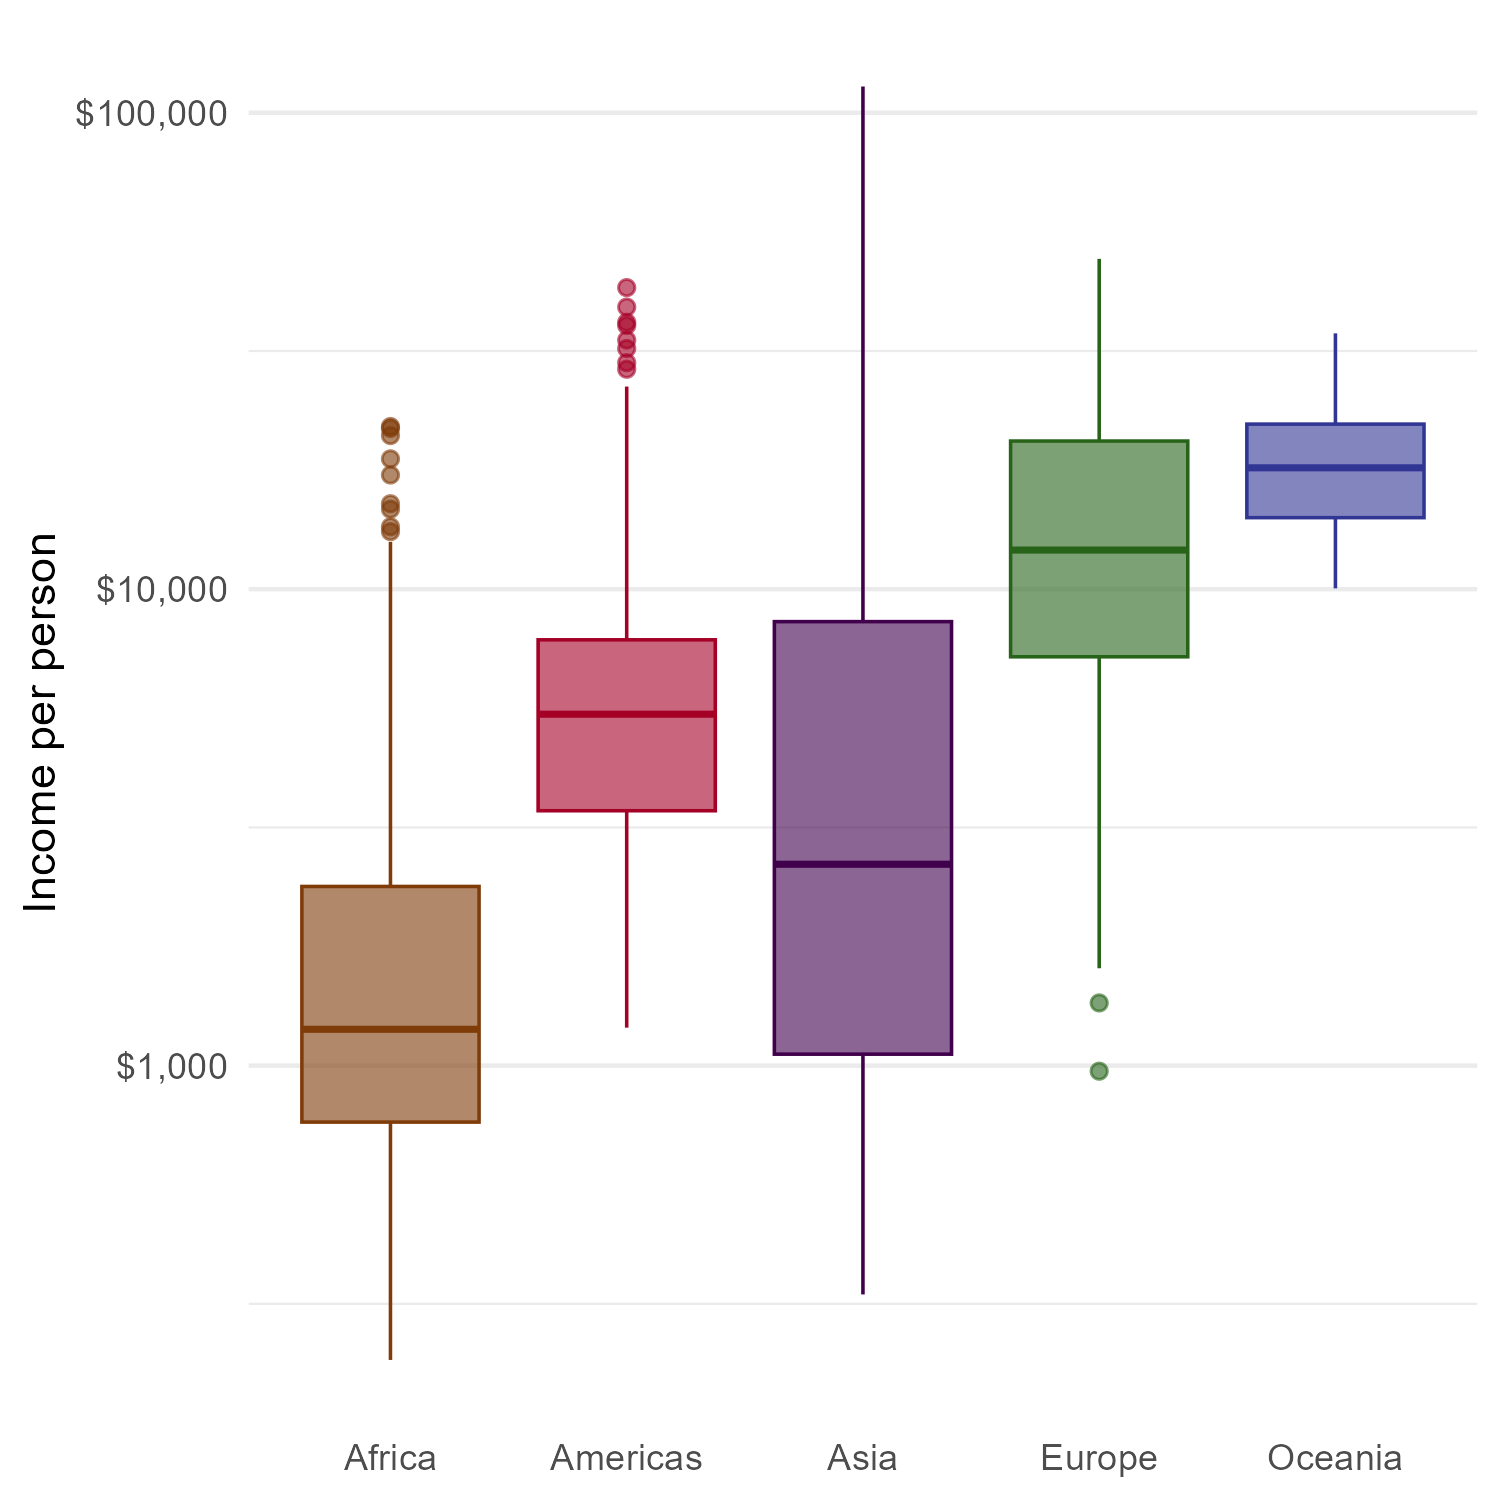 $100,000
$10,000
$1,000
Income per person
Africa Americas Asia Europe Oceania